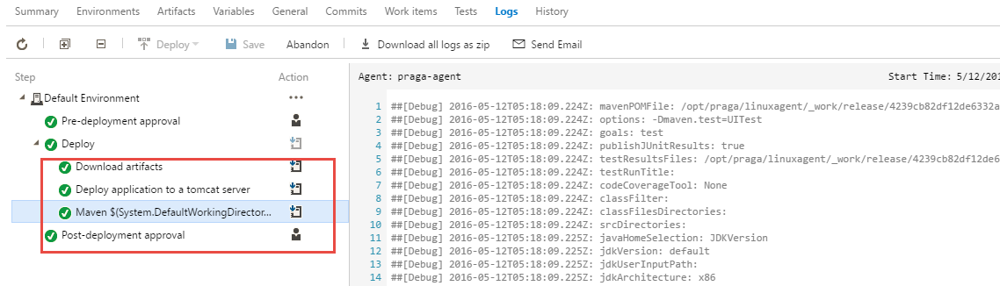 Summary Environments Artifacts Variables General Commits Work items Tests Logs History
Deploy Save Abandon Download all logs as zip Send Email
Step Action
Default Environment
Pre-deployment approval
Deploy
Download artifacts
Deploy application to a tomcat server
Maven $(System.DefaultWorkingDirector...
Post-deployment approval
Agent: praga-agent Start Time: 5/12/201
1 ##[Debug] 2016-05-12T05:18:09.224Z: mavenPOMFile: /opt/praga/linuxagent/_work/release/4239cb82df12de6332a
2 ##[Debug] 2016-05-12T05:18:09.224Z: options: -Dmaven.test=UITest
3 ##[Debug] 2016-05-12T05:18:09.224Z: goals: test
4 ##[Debug] 2016-05-12T05:18:09.224Z: publishJUnitResults: true
5 ##[Debug] 2016-05-12T05:18:09.224Z: testResultsFiles: /opt/praga/linuxagent/_work/release/4239cb82df12de6
6 ##[Debug] 2016-05-12T05:18:09.224Z: testRunTitle:
7 ##[Debug] 2016-05-12T05:18:09.224Z: codeCoverageTool: None
8 ##[Debug] 2016-05-12T05:18:09.224Z: classFilter:
9 ##[Debug] 2016-05-12T05:18:09.224Z: classFilesDirectories:
10 ##[Debug] 2016-05-12T05:18:09.224Z: srcDirectories:
11 ##[Debug] 2016-05-12T05:18:09.225Z: javaHomeSelection: JDKVersion
12 ##[Debug] 2016-05-12T05:18:09.225Z: jdkVersion: default
13 ##[Debug] 2016-05-12T05:18:09.225Z: jdkUserInputPath:
14 ##[Debug] 2016-05-12T05:18:09.225Z: jdkArchitecture: x86